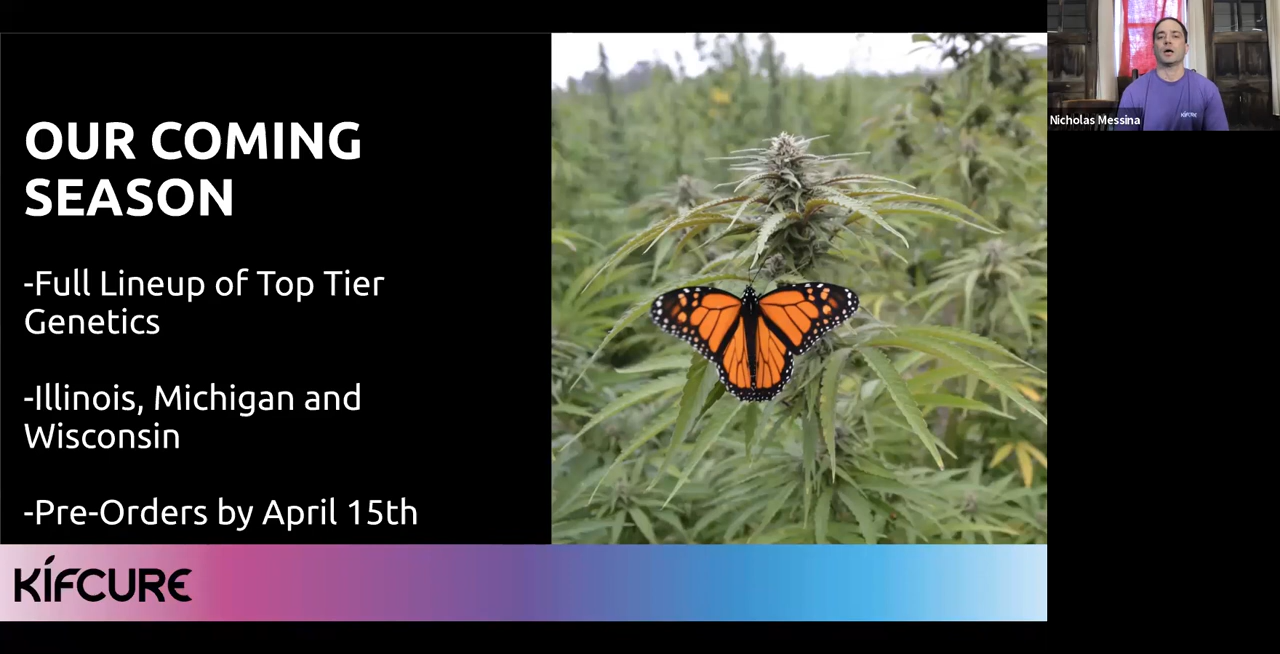 OUR COMING
SEASON
-Full Lineup of Top Tier
Genetics
-Illinois, Michigan and
Wisconsin
-Pre-Orders by April 15th
KIFCURE
Nicholas Messina
KIFCURE